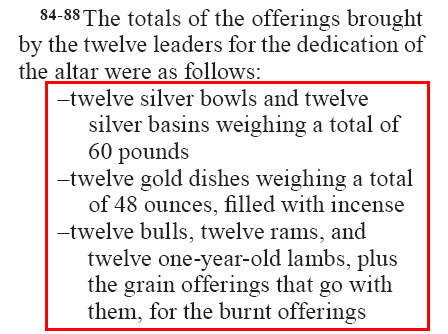 84-88 The totals of the offerings brought
by the twelve leaders for the dedication of
the altar were as follows:
–twelve silver bowls and twelve
silver basins weighing a total of
60 pounds
–twelve gold dishes weighing a total
of 48 ounces, filled with incense
–twelve bulls, twelve rams, and
twelve one-year-old lambs, plus
the grain offerings that go with
them, for the burnt offerings